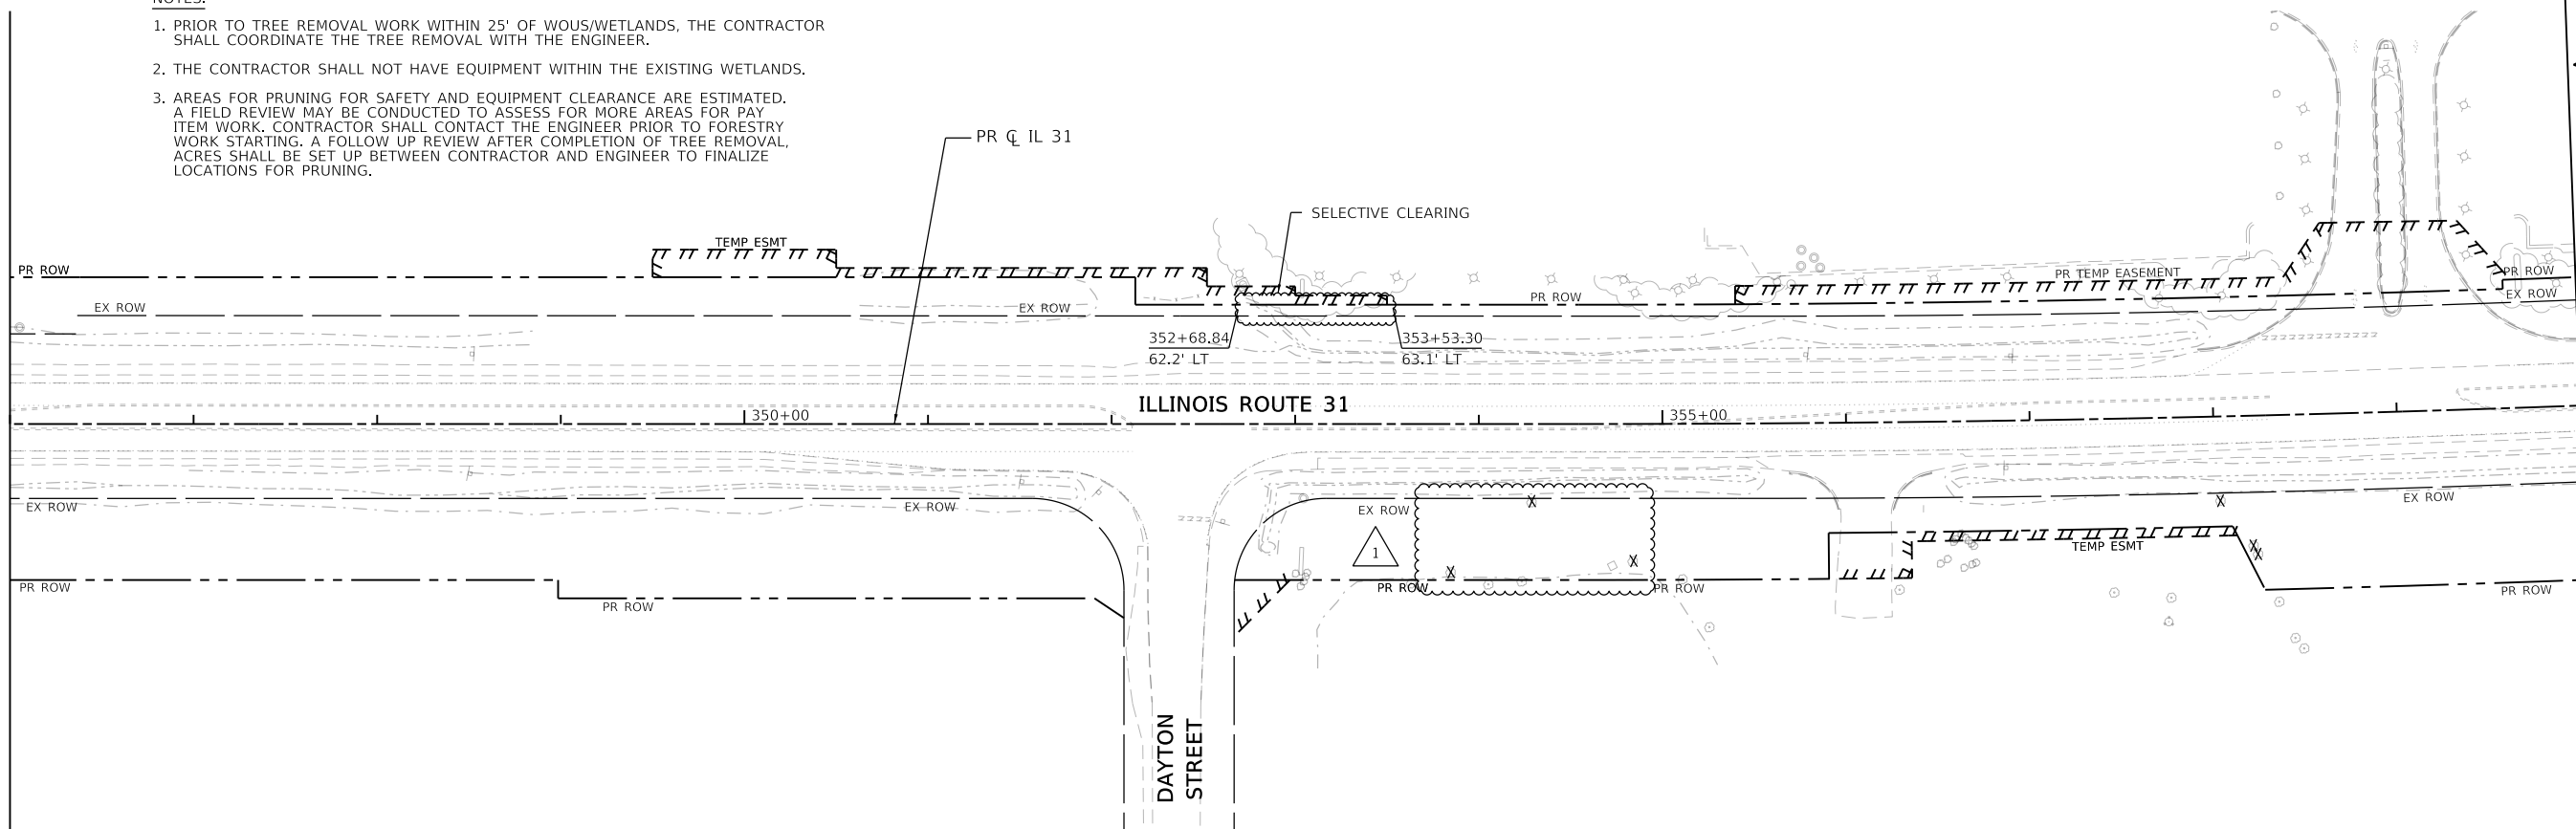 NOTES:
1. PRIOR TO TREE REMOVAL WORK WITHIN 25' OF WOUS/WETLANDS, THE CONTRACTOR
SHALL COORDINATE THE TREE REMOVAL WITH THE ENGINEER.
2. THE CONTRACTOR SHALL NOT HAVE EQUIPMENT WITHIN THE EXISTING WETLANDS.
3. AREAS FOR PRUNING FOR SAFETY AND EQUIPMENT CLEARANCE ARE ESTIMATED.
A FIELD REVIEW MAY BE CONDUCTED TO ASSESS FOR MORE AREAS FOR PAY
ITEM WORK. CONTRACTOR SHALL CONTACT THE ENGINEER PRIOR TO FORESTRY
WORK STARTING. A FOLLOW UP REVIEW AFTER COMPLETION OF TREE REMOVAL,
ACRES SHALL BE SET UP BETWEEN CONTRACTOR AND ENGINEER TO FINALIZE
LOCATIONS FOR PRUNING.
PR ℄ IL 31
SELECTIVE CLEARING
TEMP ESMT
PR ROW
PR TEMP EASEMENT
PR ROW
EX ROW
EX ROW
EX ROW
PR ROW
352+68.84
62.2' LT
353+53.30
63.1' LT
ILLINOIS ROUTE 31
350+00
355+00
EX ROW
EX ROW
EX ROW
EX ROW
1
TEMP ESMT
PR ROW
PR ROW
PR ROW
PR ROW
PR ROW
DAYTON
STREET